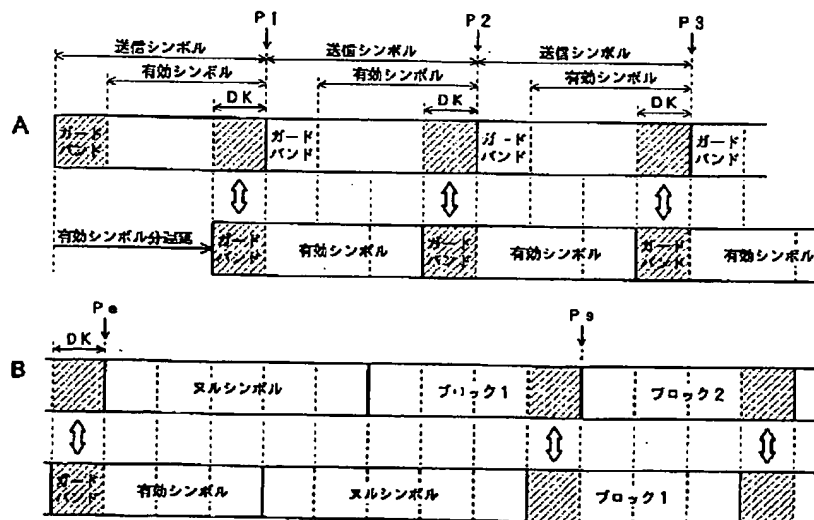 P1 P2 P3
送信シンボル 送信シンボル 送信シンボル
有効シンボル 有効シンボル 有効シンボル
DK DK DK
A
ガードバンド ガードバンド ガードバンド ガードバンド
有効シンボル分遅延
ガードバンド 有効シンボル ガードバンド 有効シンボル ガードバンド 有効シンボル
Pe Ps
DK
B
ヌルシンボル ブロック1 ブロック2
ガードバンド 有効シンボル ヌルシンボル ブロック1